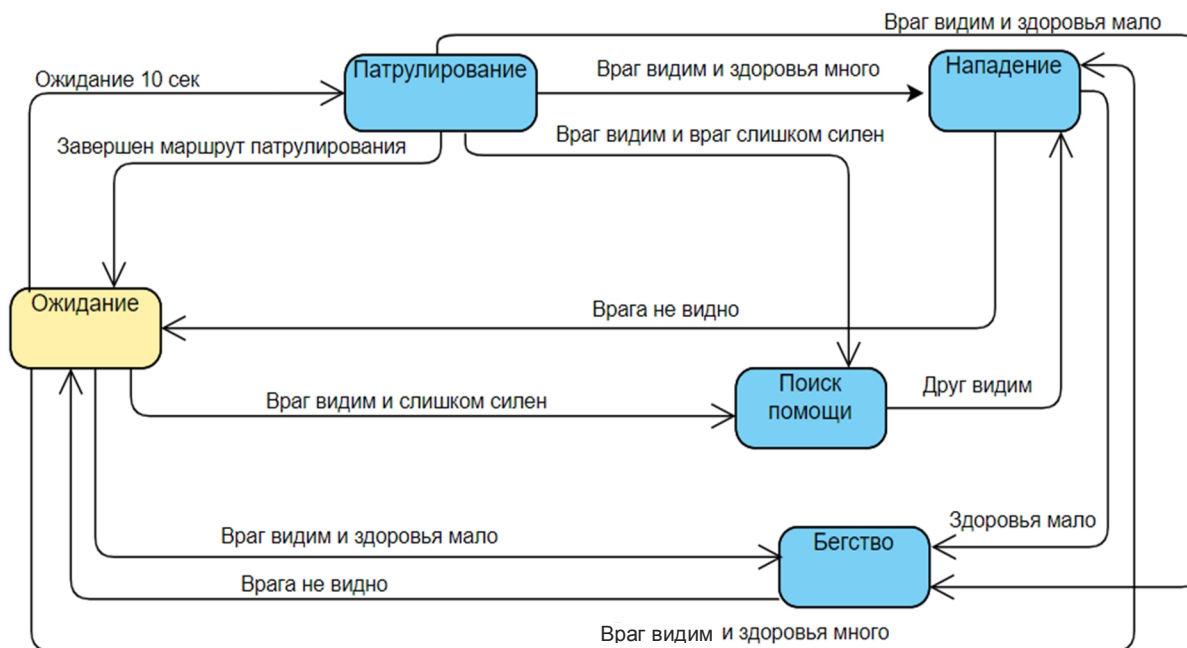 Враг видим и здоровья мало
Патрулирование
Нападение
Ожидание 10 сек
Враг видим и здоровья много
Враг видим и враг слишком силен
Завершен маршрут патрулирования
Ожидание
Врага не видно
Поиск
помощи
Друг видим
Враг видим и слишком силен
Здоровья мало
Враг видим и здоровья мало
Бегство
Врага не видно
Враг видим и здоровья много